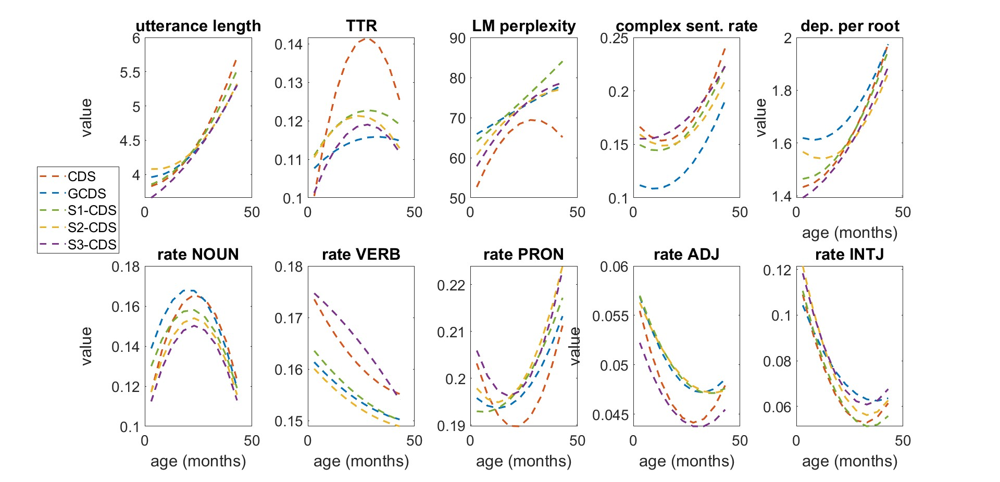 utterance length
TTR
LM perplexity
complex sent. rate
dep. per root
value
6
5.5
5
4.5
4
0
50
0.14
0.13
0.12
0.11
0.1
0
50
90
80
70
60
50
0
50
0.25
0.2
0.15
0.1
0
50
value
2
1.8
1.6
1.4
0
50
age (months)
CDS
GCDS
S1-CDS
S2-CDS
S3-CDS
rate NOUN
rate VERB
rate PRON
rate ADJ
rate INTJ
value
0.18
0.16
0.14
0.12
0.1
0
50
age (months)
0.18
0.17
0.16
0.15
0
50
age (months)
0.22
0.21
0.2
0.19
0
50
age (months)
value
0.06
0.055
0.05
0.045
0
50
age (months)
0.12
0.1
0.08
0.06
0
50
age (months)